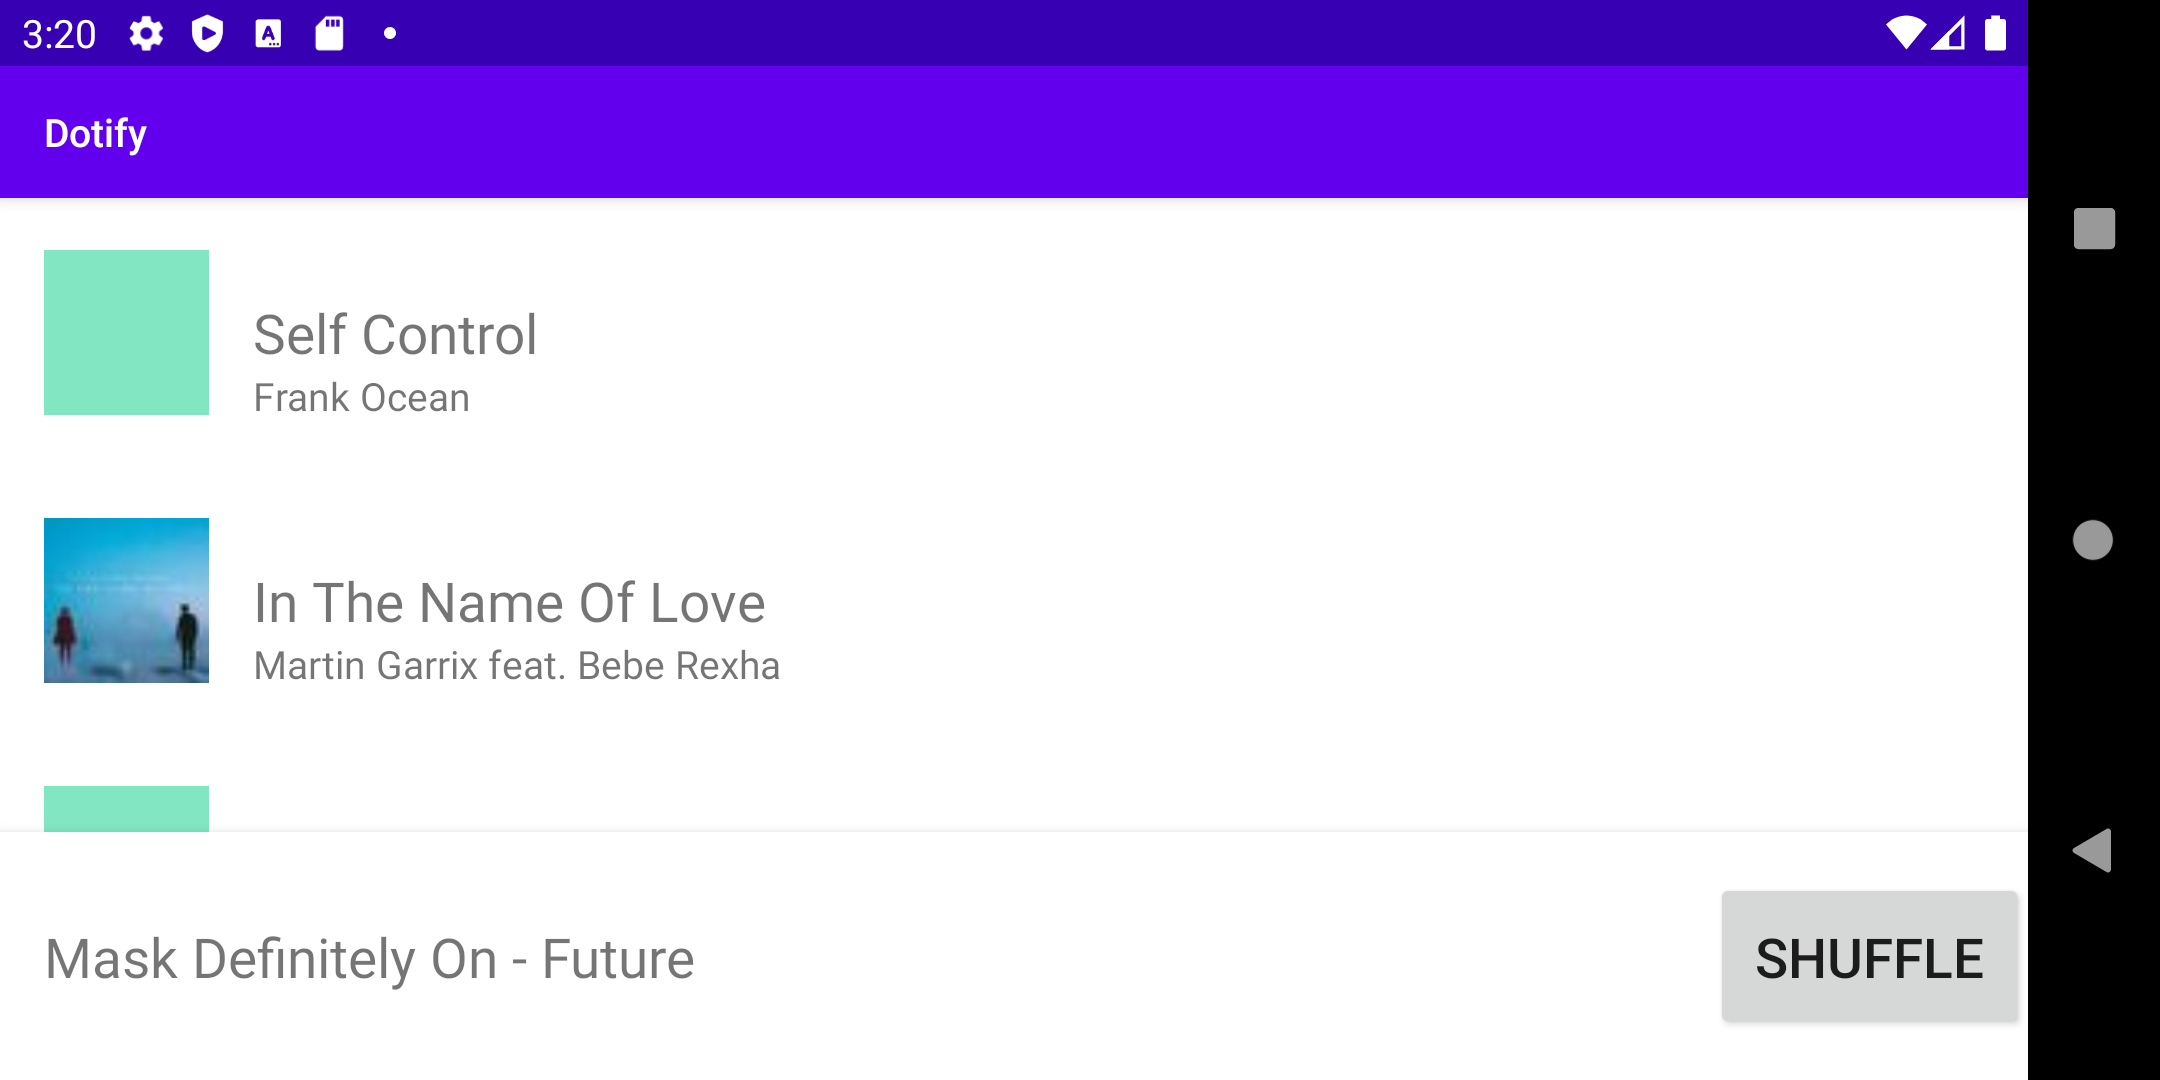 3:20
Dotify
Self Control
Frank Ocean
In The Name Of Love
Martin Garrix feat. Bebe Rexha
Mask Definitely On - Future
SHUFFLE